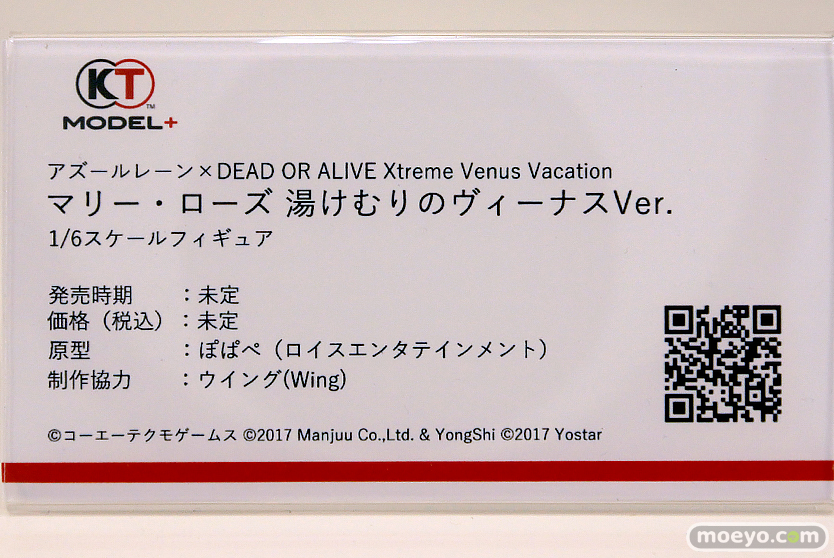 KT TM
MODEL+
アズールレーン×DEAD OR ALIVE Xtreme Venus Vacation
マリー・ローズ 湯けむりのヴィーナスVer.
1/6スケールフィギュア
発売時期 ：未定
価格（税込）：未定
原型 ：ぽぱぺ（ロイスエンタテインメント）
制作協力 ：ウイング(Wing)
©コーエーテクモゲームス ©2017 Manjuu Co.,Ltd. & YongShi ©2017 Yostar
moeyo.com